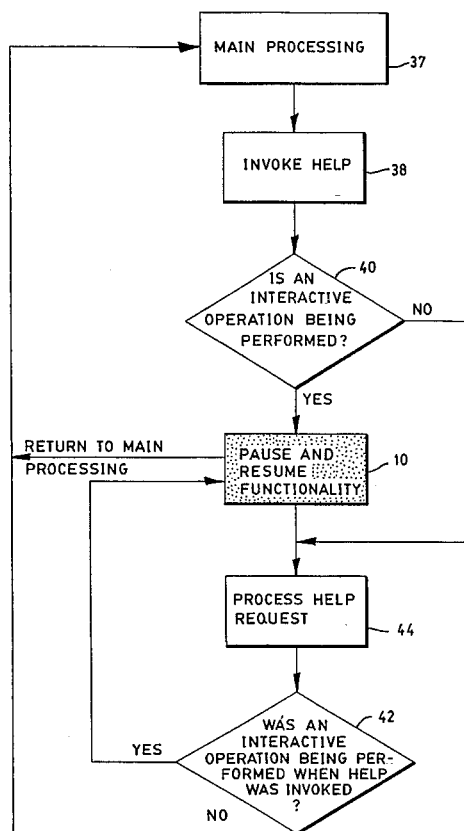 MAIN PROCESSING
37
INVOKE HELP
38
40
IS AN
INTERACTIVE
OPERATION BEING
PERFORMED?
NO
YES
RETURN TO MAIN
PROCESSING
PAUSE AND
RESUME
FUNCTIONALITY
10
PROCESS HELP
REQUEST
44
42
WAS AN
INTERACTIVE
OPERATION BEING PER-
FORMED WHEN HELP
WAS INVOKED
?
YES
NO